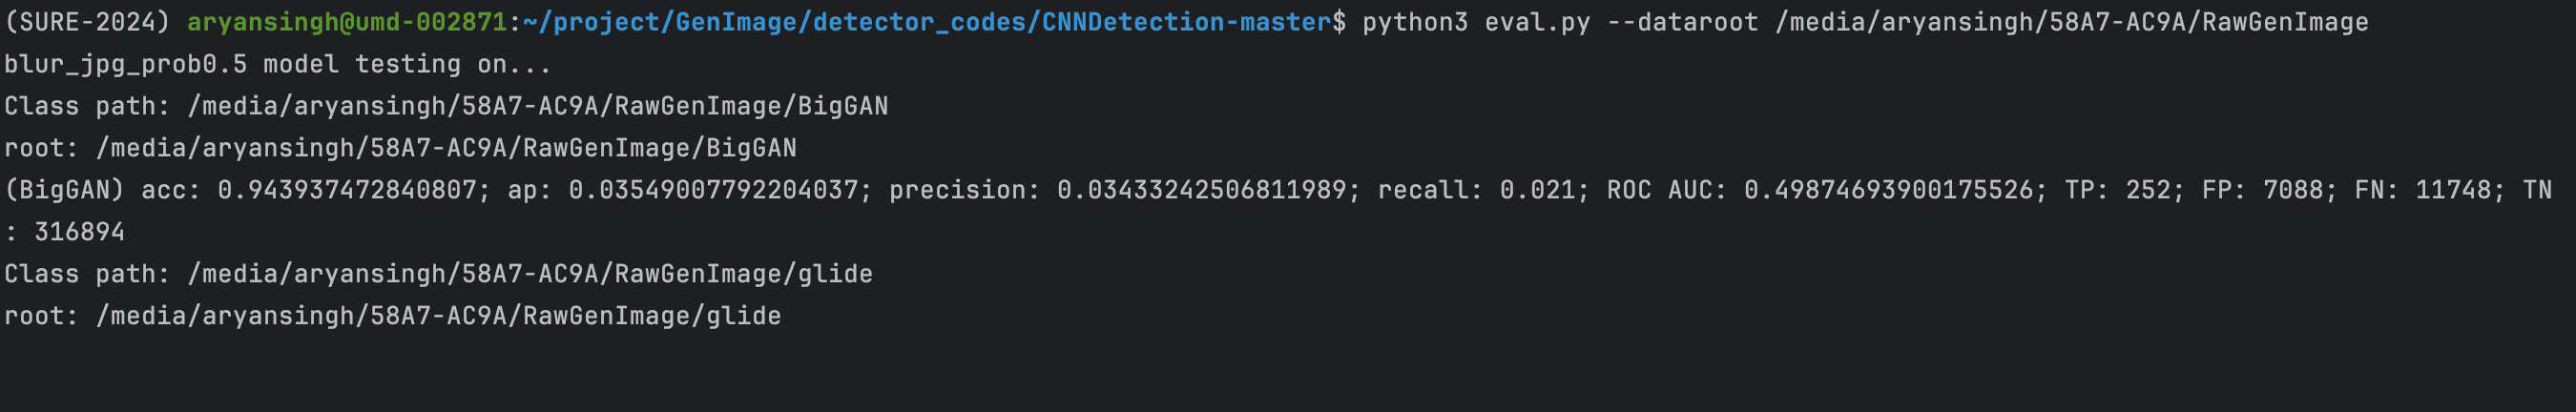 (SURE-2024) aryansingh@umd-002871:~/project/GenImage/detector_codes/CNNDetection-master$ python3 eval.py --dataroot /media/aryansingh/58A7-AC9A/RawGenImage
blur_jpg_prob0.5 model testing on...
Class path: /media/aryansingh/58A7-AC9A/RawGenImage/BigGAN
root: /media/aryansingh/58A7-AC9A/RawGenImage/BigGAN
(BigGAN) acc: 0.943937472840807; ap: 0.03549007792204037; precision: 0.03433242506811989; recall: 0.021; ROC AUC: 0.49874693900175526; TP: 252; FP: 7088; FN: 11748; TN
: 316894
Class path: /media/aryansingh/58A7-AC9A/RawGenImage/glide
root: /media/aryansingh/58A7-AC9A/RawGenImage/glide